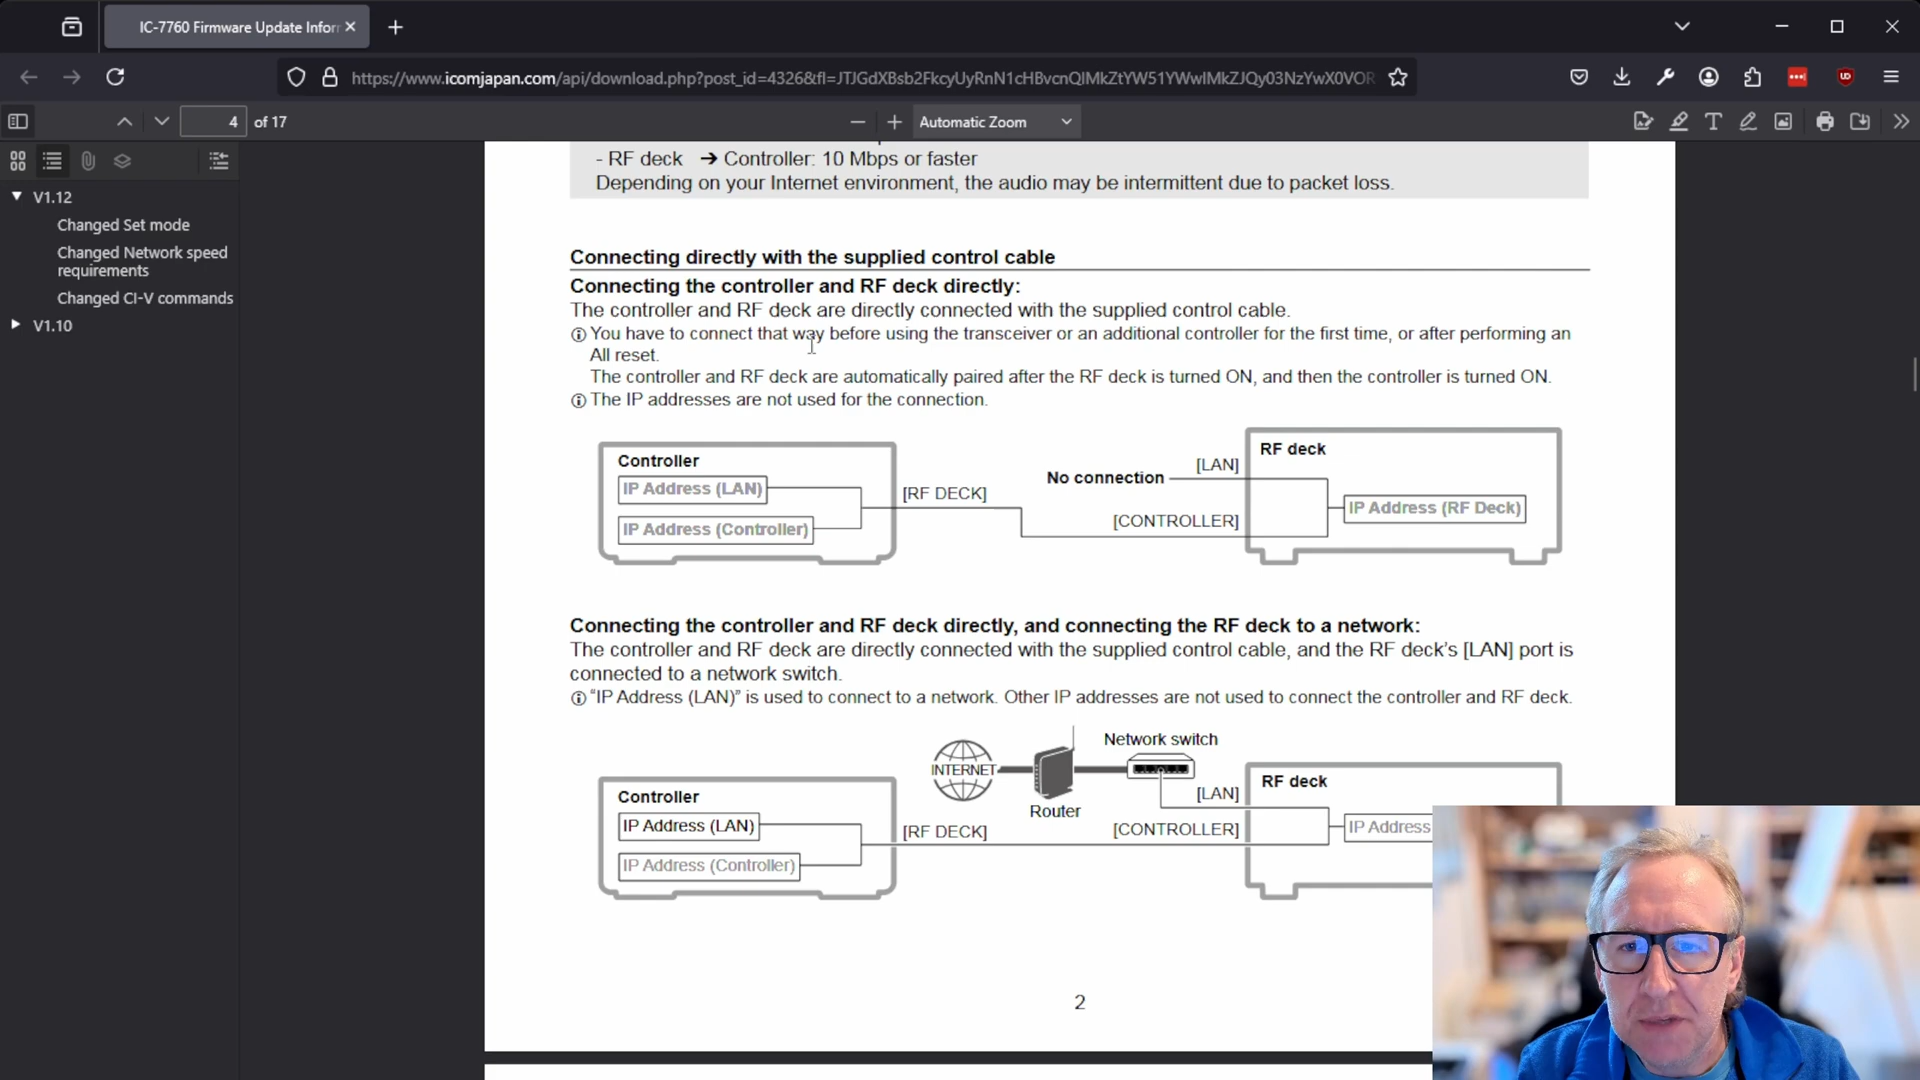 IC-7760 Firmware Update Infor
https://www.icomjapan.com/api/download.php?post_id=4326&fl=JTJGdXBsb2FkcyUyRnN1cHBvcnQlMkZtYW51YWwlMkZJQy03NzYwX0VOR
4 of 17
Automatic Zoom
V1.12
Changed Set mode
Changed Network speed
requirements
Changed CI-V commands
V1.10
- RF deck ➔ Controller: 10 Mbps or faster
Depending on your Internet environment, the audio may be intermittent due to packet loss.
Connecting directly with the supplied control cable
Connecting the controller and RF deck directly:
The controller and RF deck are directly connected with the supplied control cable.
ⓘ You have to connect that way before using the transceiver or an additional controller for the first time, or after performing an
All reset.
The controller and RF deck are automatically paired after the RF deck is turned ON, and then the controller is turned ON.
ⓘ The IP addresses are not used for the connection.
Controller
IP Address (LAN)
IP Address (Controller)
[RF DECK]
No connection
[LAN]
[CONTROLLER]
RF deck
IP Address (RF Deck)
Connecting the controller and RF deck directly, and connecting the RF deck to a network:
The controller and RF deck are directly connected with the supplied control cable, and the RF deck’s [LAN] port is
connected to a network switch.
ⓘ “IP Address (LAN)” is used to connect to a network. Other IP addresses are not used to connect the controller and RF deck.
Controller
IP Address (LAN)
IP Address (Controller)
[RF DECK]
INTERNET
Router
Network switch
[LAN]
[CONTROLLER]
RF deck
IP Address
2